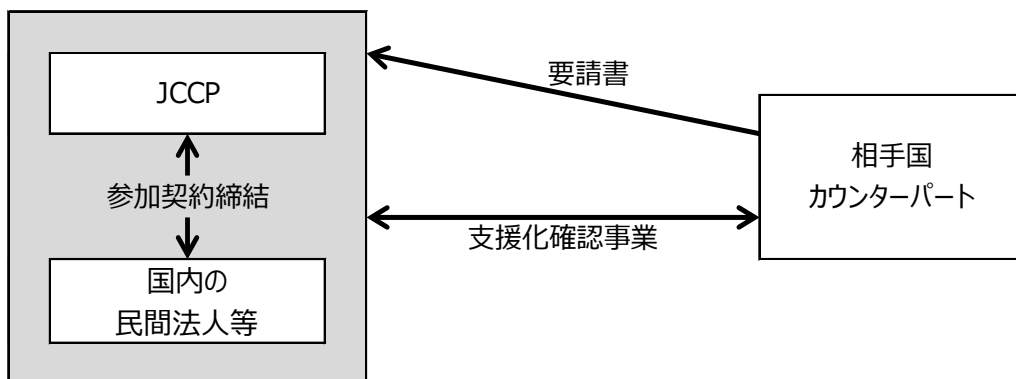 JCCP
参加契約締結
国内の
民間法人等
要請書
支援化確認事業
相手国
カウンターパート